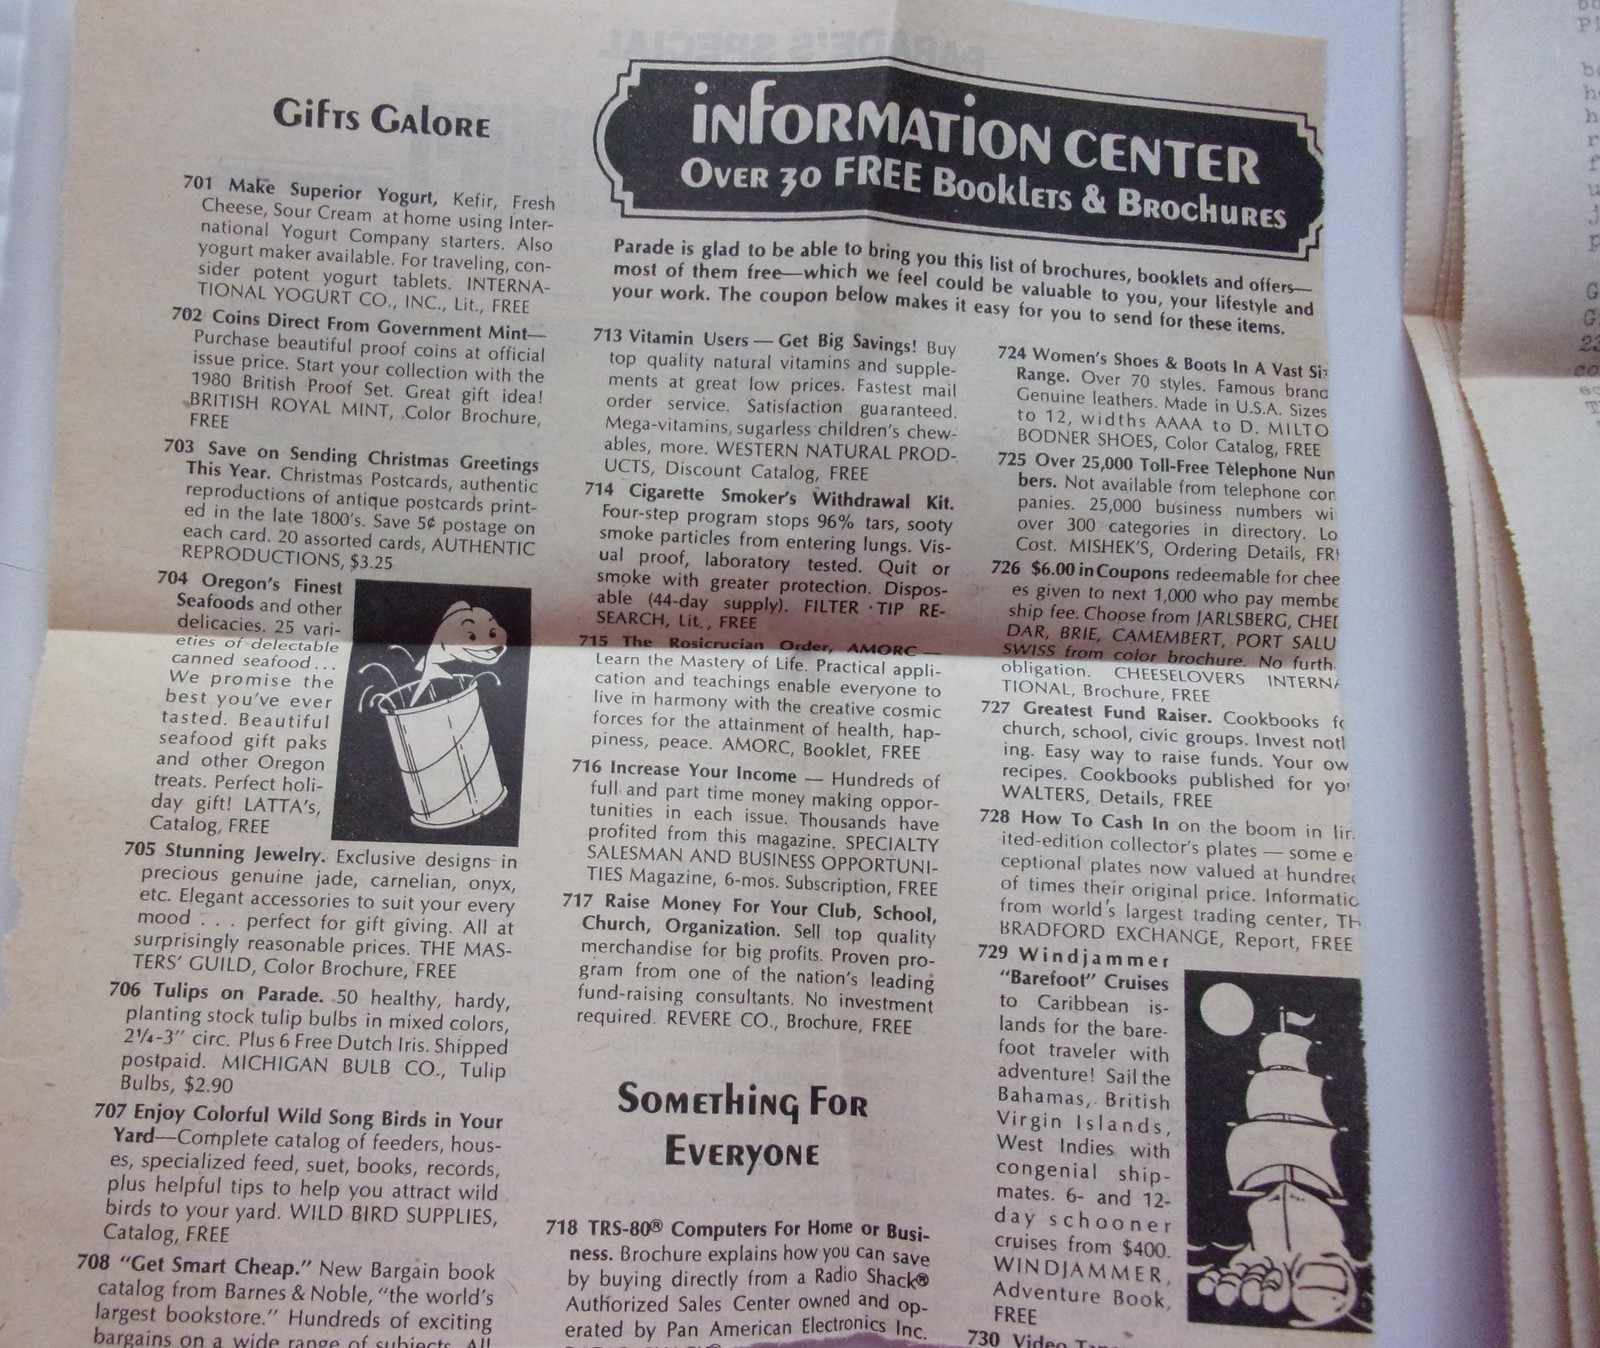 Gifts Galore
701 Make Superior Yogurt, Kefir, Fresh
Cheese, Sour Cream at home using Inter-
national Yogurt Company starters. Also
yogurt maker available. For traveling, con-
sider potent yogurt tablets. INTERNA-
TIONAL YOGURT CO., INC., Lit., FREE
702 Coins Direct From Government Mint—
Purchase beautiful proof coins at official
issue price. Start your collection with the
1980 British Proof Set. Great gift idea!
BRITISH ROYAL MINT, Color Brochure,
FREE
703 Save on Sending Christmas Greetings
This Year. Christmas Postcards, authentic
reproductions of antique postcards print-
ed in the late 1800's. Save 5¢ postage on
each card. 20 assorted cards, AUTHENTIC
REPRODUCTIONS, $3.25
704 Oregon's Finest
Seafoods and other
delicacies. 25 vari-
eties of delectable
canned seafood...
We promise the
best you've ever
tasted. Beautiful
seafood gift paks
and other Oregon
treats. Perfect holi-
day gift! LATTA's,
Catalog, FREE
705 Stunning Jewelry. Exclusive designs in
precious genuine jade, carnelian, onyx,
etc. Elegant accessories to suit your every
mood . . . perfect for gift giving. All at
surprisingly reasonable prices. THE MAS-
TERS' GUILD, Color Brochure, FREE
706 Tulips on Parade. 50 healthy, hardy,
planting stock tulip bulbs in mixed colors,
2¼-3" circ. Plus 6 Free Dutch Iris. Shipped
postpaid. MICHIGAN BULB CO., Tulip
Bulbs, $2.90
707 Enjoy Colorful Wild Song Birds in Your
Yard—Complete catalog of feeders, hous-
es, specialized feed, suet, books, records,
plus helpful tips to help you attract wild
birds to your yard. WILD BIRD SUPPLIES,
Catalog, FREE
708 "Get Smart Cheap." New Bargain book
catalog from Barnes & Noble, "the world's
largest bookstore." Hundreds of exciting
bargains on a wide range of subjects. All
INFORMATION CENTER
OVER 30 FREE BOOKLETS & BROCHURES
Parade is glad to be able to bring you this list of brochures, booklets and offers—
most of them free—which we feel could be valuable to you, your lifestyle and
your work. The coupon below makes it easy for you to send for these items.
713 Vitamin Users — Get Big Savings! Buy
top quality natural vitamins and supple-
ments at great low prices. Fastest mail
order service. Satisfaction guaranteed.
Mega-vitamins, sugarless children's chew-
ables, more. WESTERN NATURAL PROD-
UCTS, Discount Catalog, FREE
714 Cigarette Smoker's Withdrawal Kit.
Four-step program stops 96% tars, sooty
smoke particles from entering lungs. Vis-
ual proof, laboratory tested. Quit or
smoke with greater protection. Dispos-
able (44-day supply). FILTER TIP RE-
SEARCH, Lit., FREE
715 The Rosicrucian Order, AMORC —
Learn the Mastery of Life. Practical appli-
cation and teachings enable everyone to
live in harmony with the creative cosmic
forces for the attainment of health, hap-
piness, peace. AMORC, Booklet, FREE
716 Increase Your Income — Hundreds of
full and part time money making oppor-
tunities in each issue. Thousands have
profited from this magazine. SPECIALTY
SALESMAN AND BUSINESS OPPORTUNI-
TIES Magazine, 6-mos. Subscription, FREE
717 Raise Money For Your Club, School,
Church, Organization. Sell top quality
merchandise for big profits. Proven pro-
gram from one of the nation's leading
fund-raising consultants. No investment
required. REVERE CO., Brochure, FREE
SOMETHING FOR
EVERYONE
718 TRS-80® Computers For Home or Busi-
ness. Brochure explains how you can save
by buying directly from a Radio Shack®
Authorized Sales Center owned and op-
erated by Pan American Electronics Inc.
724 Women's Shoes & Boots In A Vast
Range. Over 70 styles. Famous brand
Genuine leathers. Made in U.S.A. Sizes
to 12, widths AAAA to D. MILTO
BODNER SHOES, Color Catalog, FREE
725 Over 25,000 Toll-Free Telephone Num
bers. Not available from telephone com
panies. 25,000 business numbers wi
over 300 categories in directory. Lo
Cost. MISHEK'S, Ordering Details, FR
726 $6.00 in Coupons redeemable for chee
es given to next 1,000 who pay membe
ship fee. Choose from JARLSBERG, CHED
DAR, BRIE, CAMEMBERT, PORT SALU
SWISS from color brochure. No furth
obligation. CHEESELOVERS INTERNA
TIONAL, Brochure, FREE
727 Greatest Fund Raiser. Cookbooks fo
church, school, civic groups. Invest noth
ing. Easy way to raise funds. Your ow
recipes. Cookbooks published for yo
WALTERS, Details, FREE
728 How To Cash In on the boom in lim
ited-edition collector's plates — some e
ceptional plates now valued at hundred
of times their original price. Informatio
from world's largest trading center, TH
BRADFORD EXCHANGE, Report, FREE
729 Windjammer
"Barefoot" Cruises
to Caribbean is-
lands for the bare-
foot traveler with
adventure! Sail the
Bahamas, British
Virgin Islands,
West Indies with
congenial ship-
mates. 6- and 12-
day schooner
cruises from $400.
WINDJAMMER,
Adventure Book,
FREE
730 Video